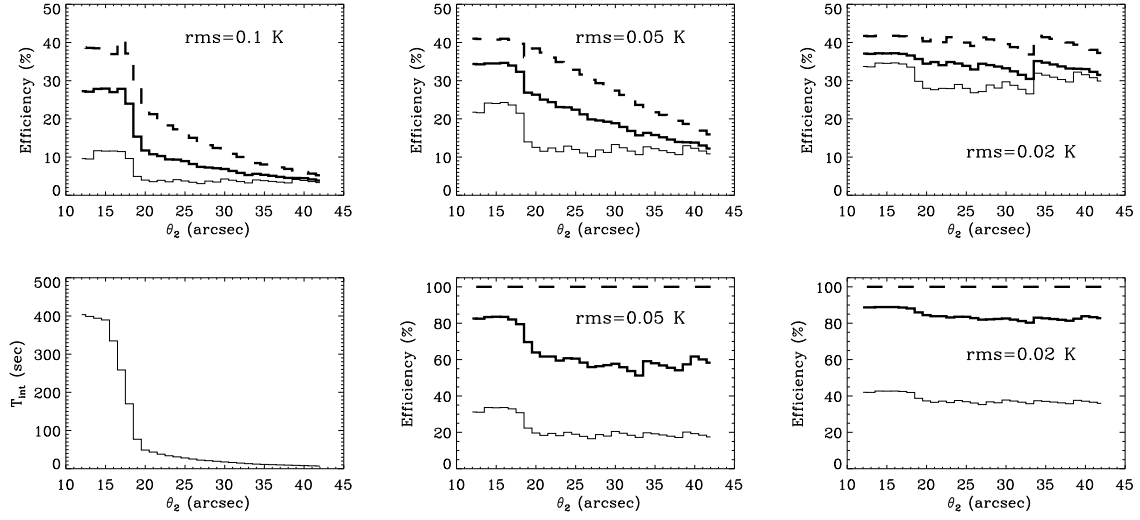 50
40
30
20
10
0
Efficiency (%)
rms=0.1 K
10 15 20 25 30 35 40 45
θ₂ (arcsec)
50
40
30
20
10
0
Efficiency (%)
rms=0.05 K
10 15 20 25 30 35 40 45
θ₂ (arcsec)
50
40
30
20
10
0
Efficiency (%)
rms=0.02 K
10 15 20 25 30 35 40 45
θ₂ (arcsec)
500
400
300
200
100
0
T_int (sec)
10 15 20 25 30 35 40 45
θ₂ (arcsec)
100
80
60
40
20
0
Efficiency (%)
rms=0.05 K
10 15 20 25 30 35 40 45
θ₂ (arcsec)
100
80
60
40
20
0
Efficiency (%)
rms=0.02 K
10 15 20 25 30 35 40 45
θ₂ (arcsec)